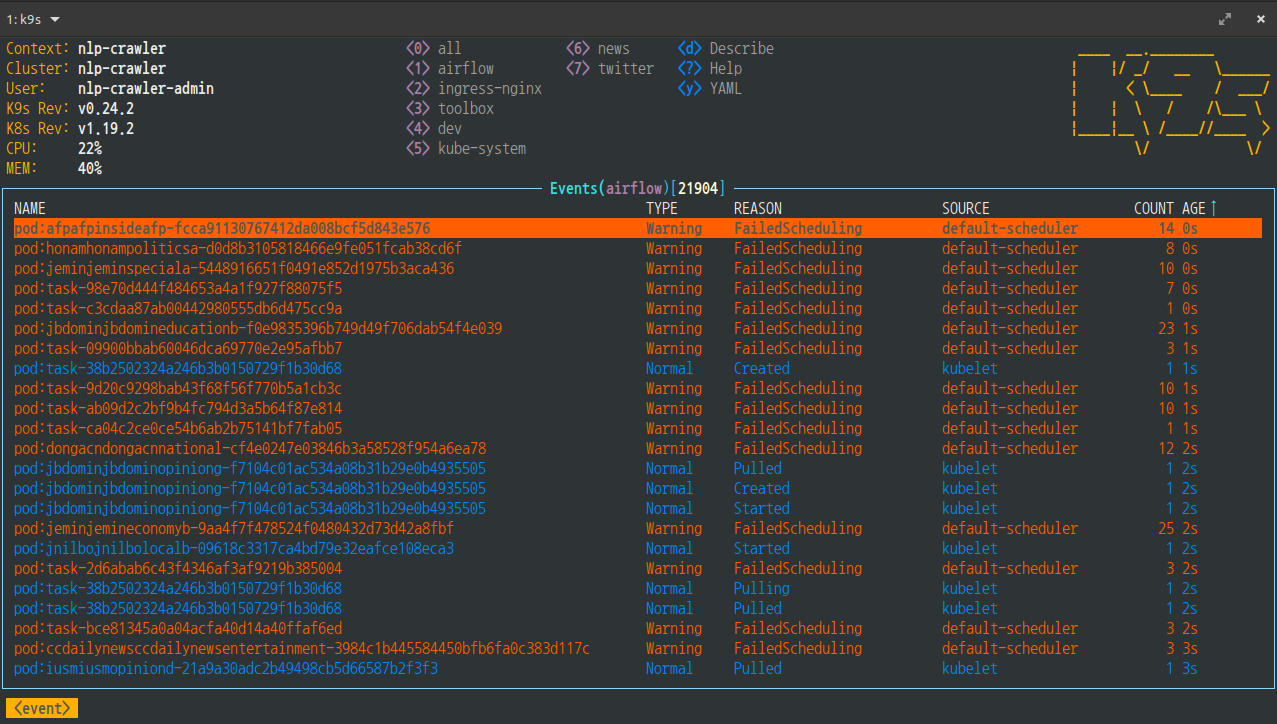 1:k9s
Context: nlp-crawler <0> all <6> news <d> Describe
Cluster: nlp-crawler <1> airflow <7> twitter <?> Help
User: nlp-crawler-admin <2> ingress-nginx <y> YAML
K9s Rev: v0.24.2 <3> toolbox
K8s Rev: v1.19.2 <4> dev
CPU: 22% <5> kube-system
MEM: 40%
Events(airflow)[21904]
NAME TYPE REASON SOURCE COUNT AGE↑
pod:afpafpinsideafp-fcca91130767412da008bcf5d843e576 Warning FailedScheduling default-scheduler 14 0s
pod:honamhonampoliticsa-d0d8b3105818466e9fe051fcab38cd6f Warning FailedScheduling default-scheduler 8 0s
pod:jeminjeminspeciala-5448916651f0491e852d1975b3aca436 Warning FailedScheduling default-scheduler 10 0s
pod:task-98e70d444f484653a4a1f927f88075f5 Warning FailedScheduling default-scheduler 7 0s
pod:task-c3cdaa87ab00442980555db6d475cc9a Warning FailedScheduling default-scheduler 1 0s
pod:jbdominjbdomineducationb-f0e9835396b749d49f706dab54f4e039 Warning FailedScheduling default-scheduler 23 1s
pod:task-09900bbab60046dca69770e2e95afbb7 Warning FailedScheduling default-scheduler 3 1s
pod:task-38b2502324a246b3b0150729f1b30d68 Normal Created kubelet 1 1s
pod:task-9d20c9298bab43f68f56f770b5a1cb3c Warning FailedScheduling default-scheduler 10 1s
pod:task-ab09d2c2bf9b4fc794d3a5b64f87e814 Warning FailedScheduling default-scheduler 10 1s
pod:task-ca04c2ce0ce54b6ab2b75141bf7fab05 Warning FailedScheduling default-scheduler 1 1s
pod:dongacndongacnnational-cf4e0247e03846b3a58528f954a6ea78 Warning FailedScheduling default-scheduler 12 2s
pod:jbdominjbdominopiniong-f7104c01ac534a08b31b29e0b4935505 Normal Pulled kubelet 1 2s
pod:jbdominjbdominopiniong-f7104c01ac534a08b31b29e0b4935505 Normal Created kubelet 1 2s
pod:jbdominjbdominopiniong-f7104c01ac534a08b31b29e0b4935505 Normal Started kubelet 1 2s
pod:jeminjemineconomyb-9aa4f7f478524f0480432d73d42a8fbf Warning FailedScheduling default-scheduler 25 2s
pod:jnilbojnilbolocalb-09618c3317ca4bd79e32eafce108eca3 Normal Started kubelet 1 2s
pod:task-2d6abab6c43f4346af3af9219b385004 Warning FailedScheduling default-scheduler 3 2s
pod:task-38b2502324a246b3b0150729f1b30d68 Normal Pulling kubelet 1 2s
pod:task-38b2502324a246b3b0150729f1b30d68 Normal Pulled kubelet 1 2s
pod:task-bce81345a0a04acfa40d14a40ffaf6ed Warning FailedScheduling default-scheduler 3 2s
pod:ccdailynewsccdailynewsentertainment-3984c1b445584450bfb6fa0c383d117c Warning FailedScheduling default-scheduler 3 3s
pod:iusmiusmopiniond-21a9a30adc2b49498cb5d66587b2f3f3 Normal Pulled kubelet 1 3s
<event>